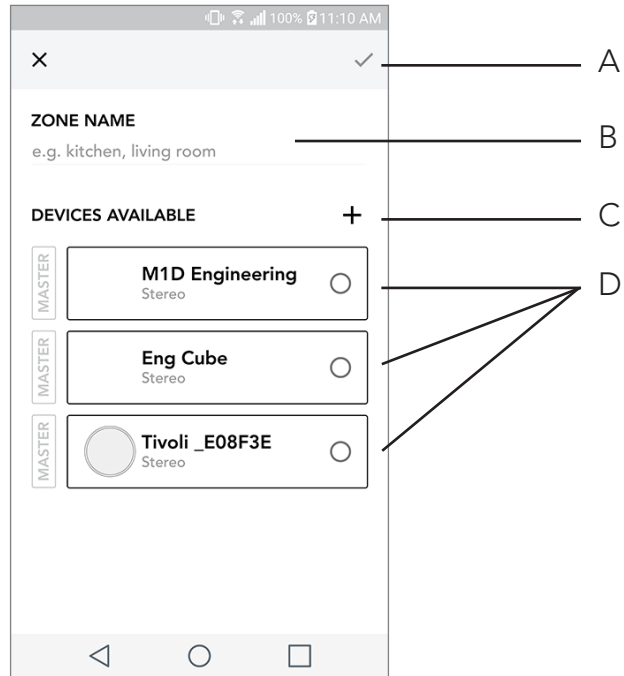 100% 11:10 AM
A
ZONE NAME
B
e.g. kitchen, living room
DEVICES AVAILABLE
C
MASTER
M1D Engineering
Stereo
D
MASTER
Eng Cube
Stereo
MASTER
Tivoli _E08F3E
Stereo